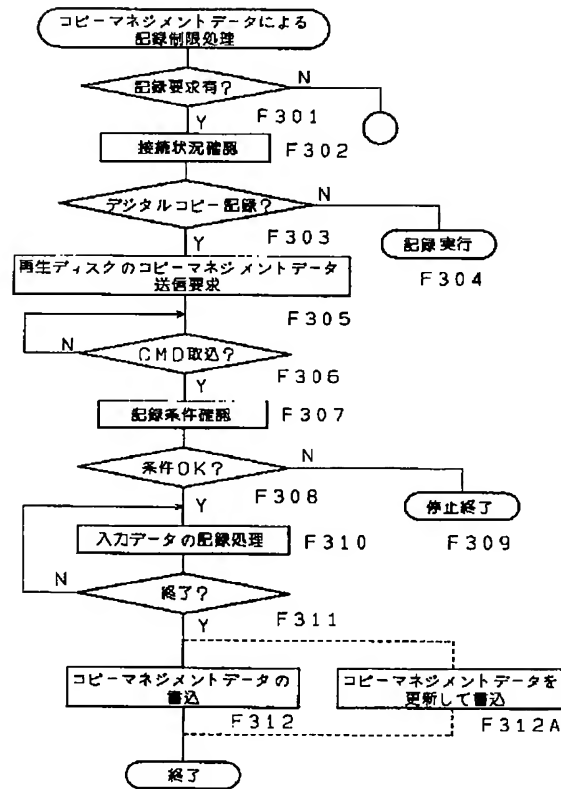 コピーマネジメントデータによる
記録制限処理
記録要求有?
N
Y
F301
接続状況確認
F302
デジタルコピー記録?
N
Y
F303
記録実行
F304
再生ディスクのコピーマネジメントデータ
送信要求
F305
CMD取込?
N
Y
F306
記録条件確認
F307
条件OK?
N
Y
F308
停止終了
F309
入力データの記録処理
F310
終了?
N
Y
F311
コピーマネジメントデータの
書込
F312
コピーマネジメントデータを
更新して書込
F312A
終了